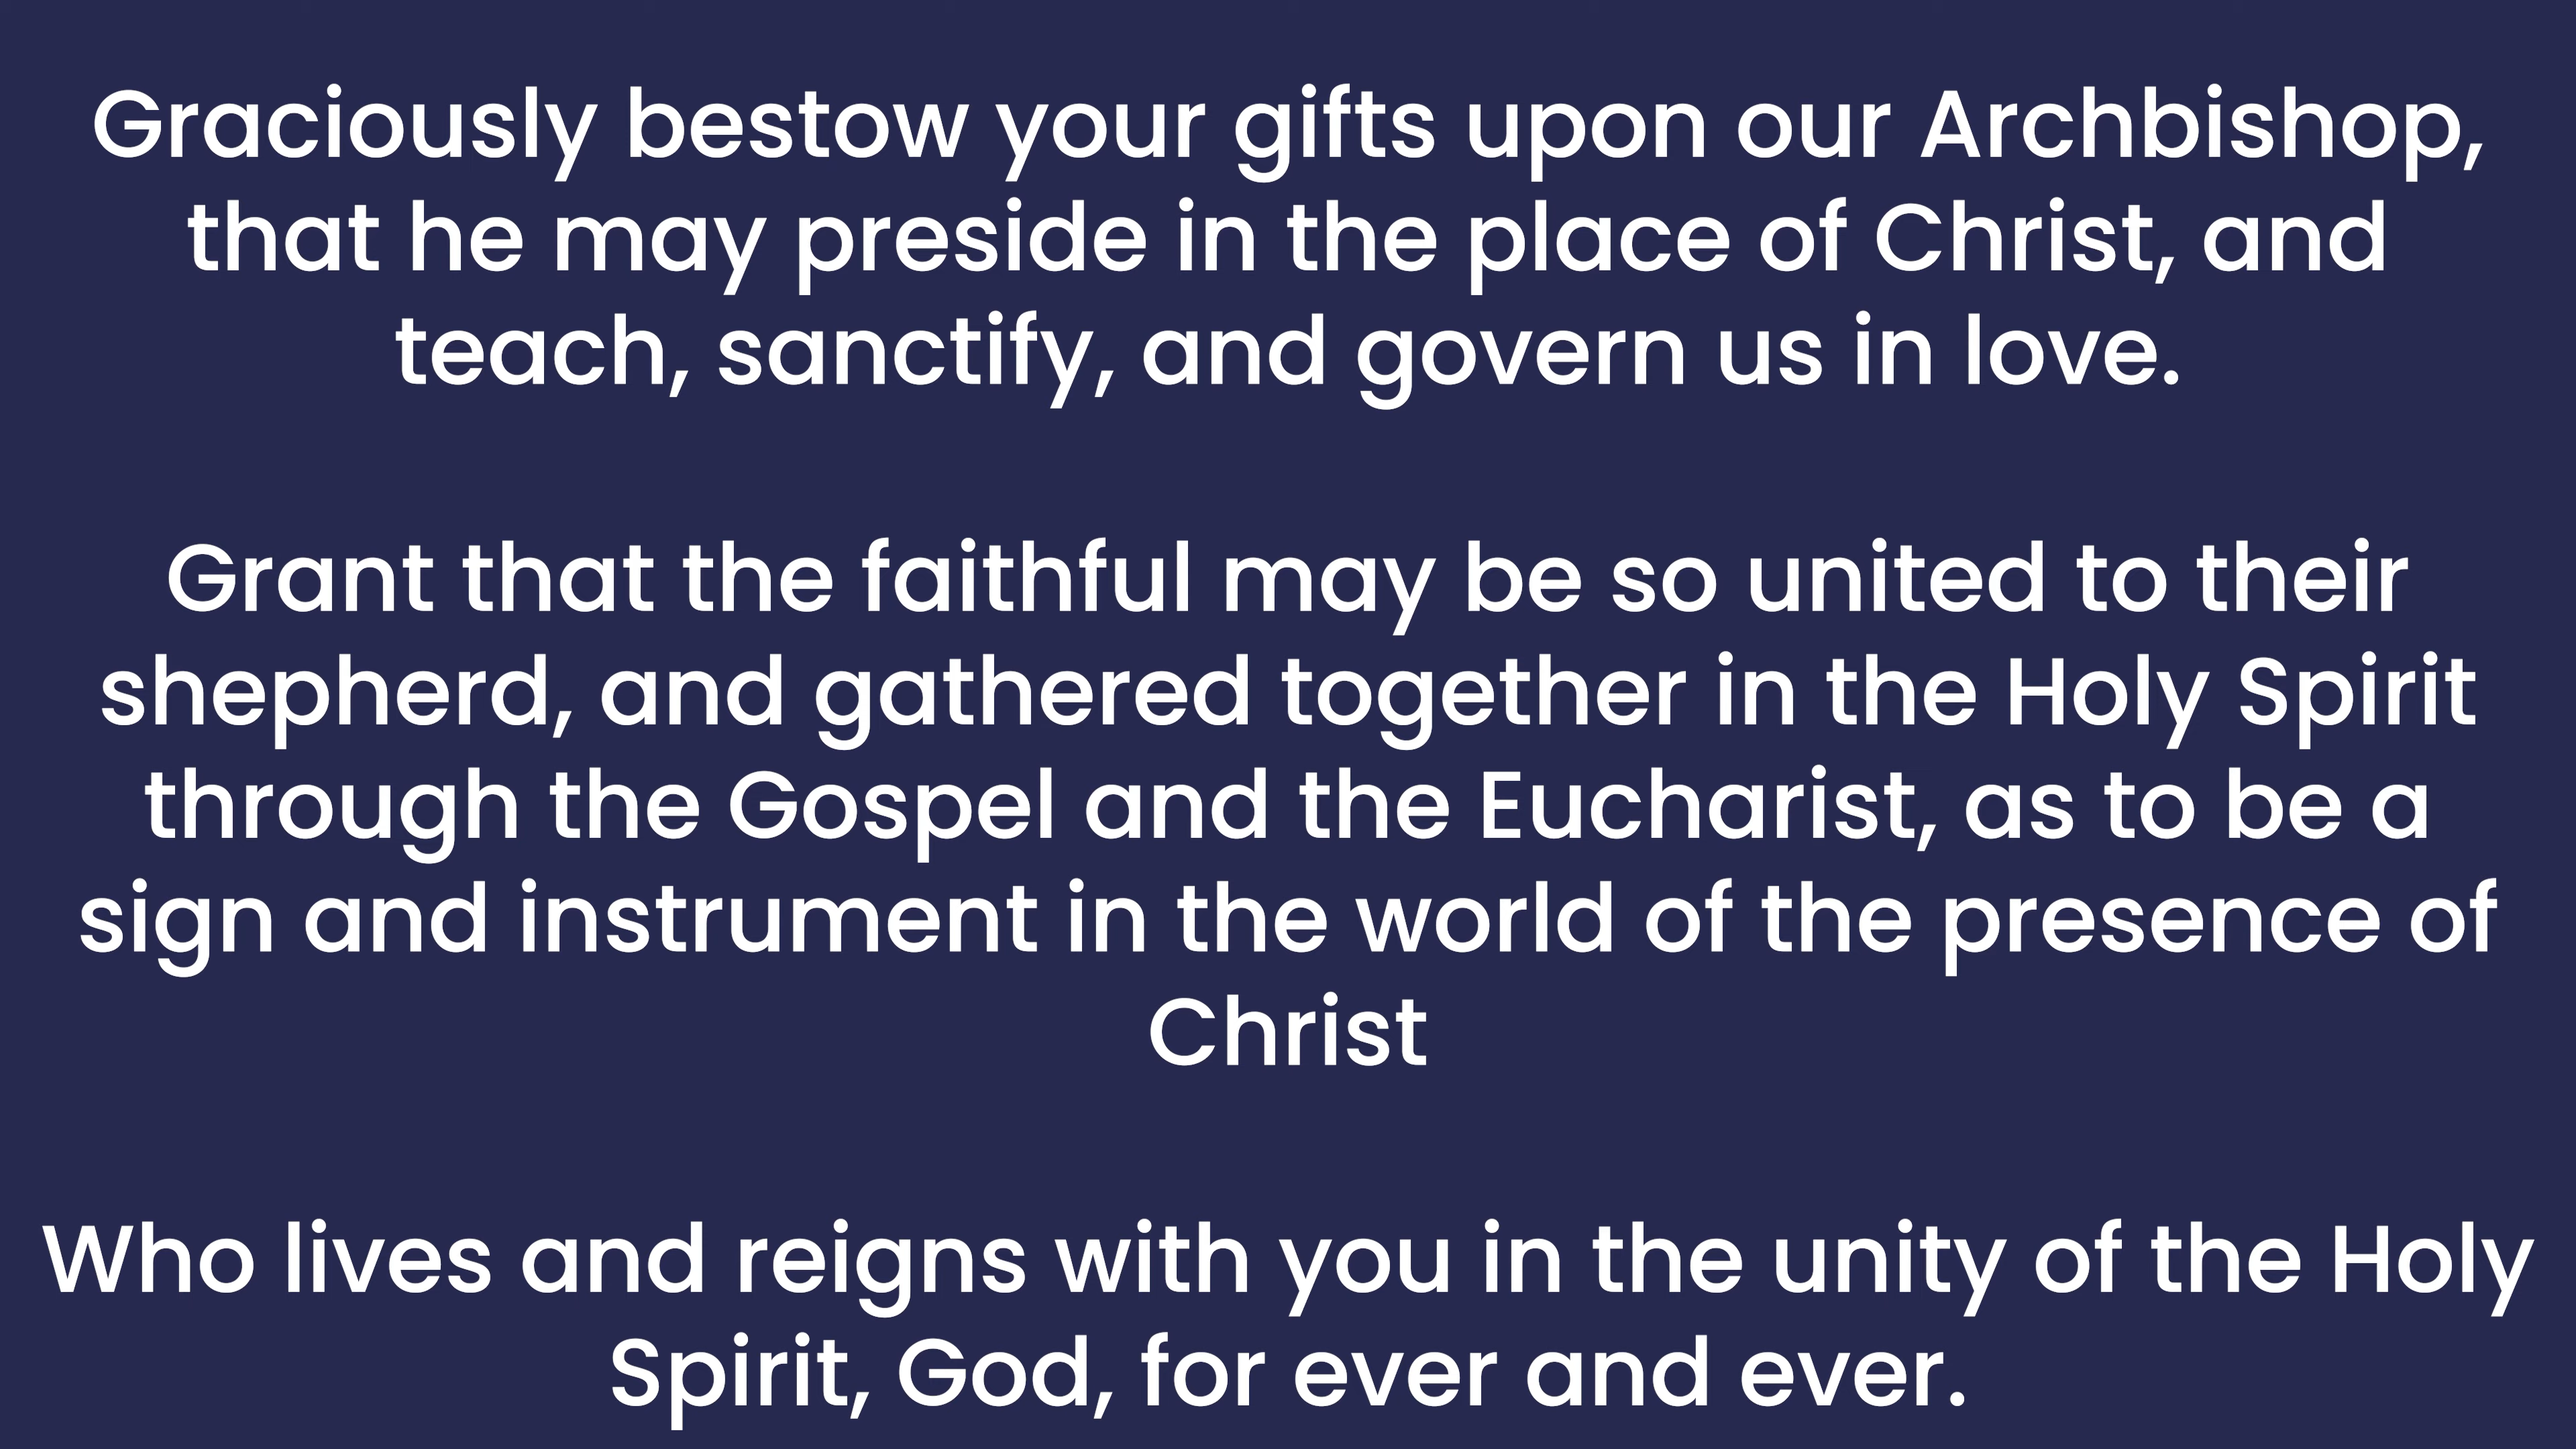 Graciously bestow your gifts upon our Archbishop,
that he may preside in the place of Christ, and
teach, sanctify, and govern us in love.
Grant that the faithful may be so united to their
shepherd, and gathered together in the Holy Spirit
through the Gospel and the Eucharist, as to be a
sign and instrument in the world of the presence of
Christ
Who lives and reigns with you in the unity of the Holy
Spirit, God, for ever and ever.